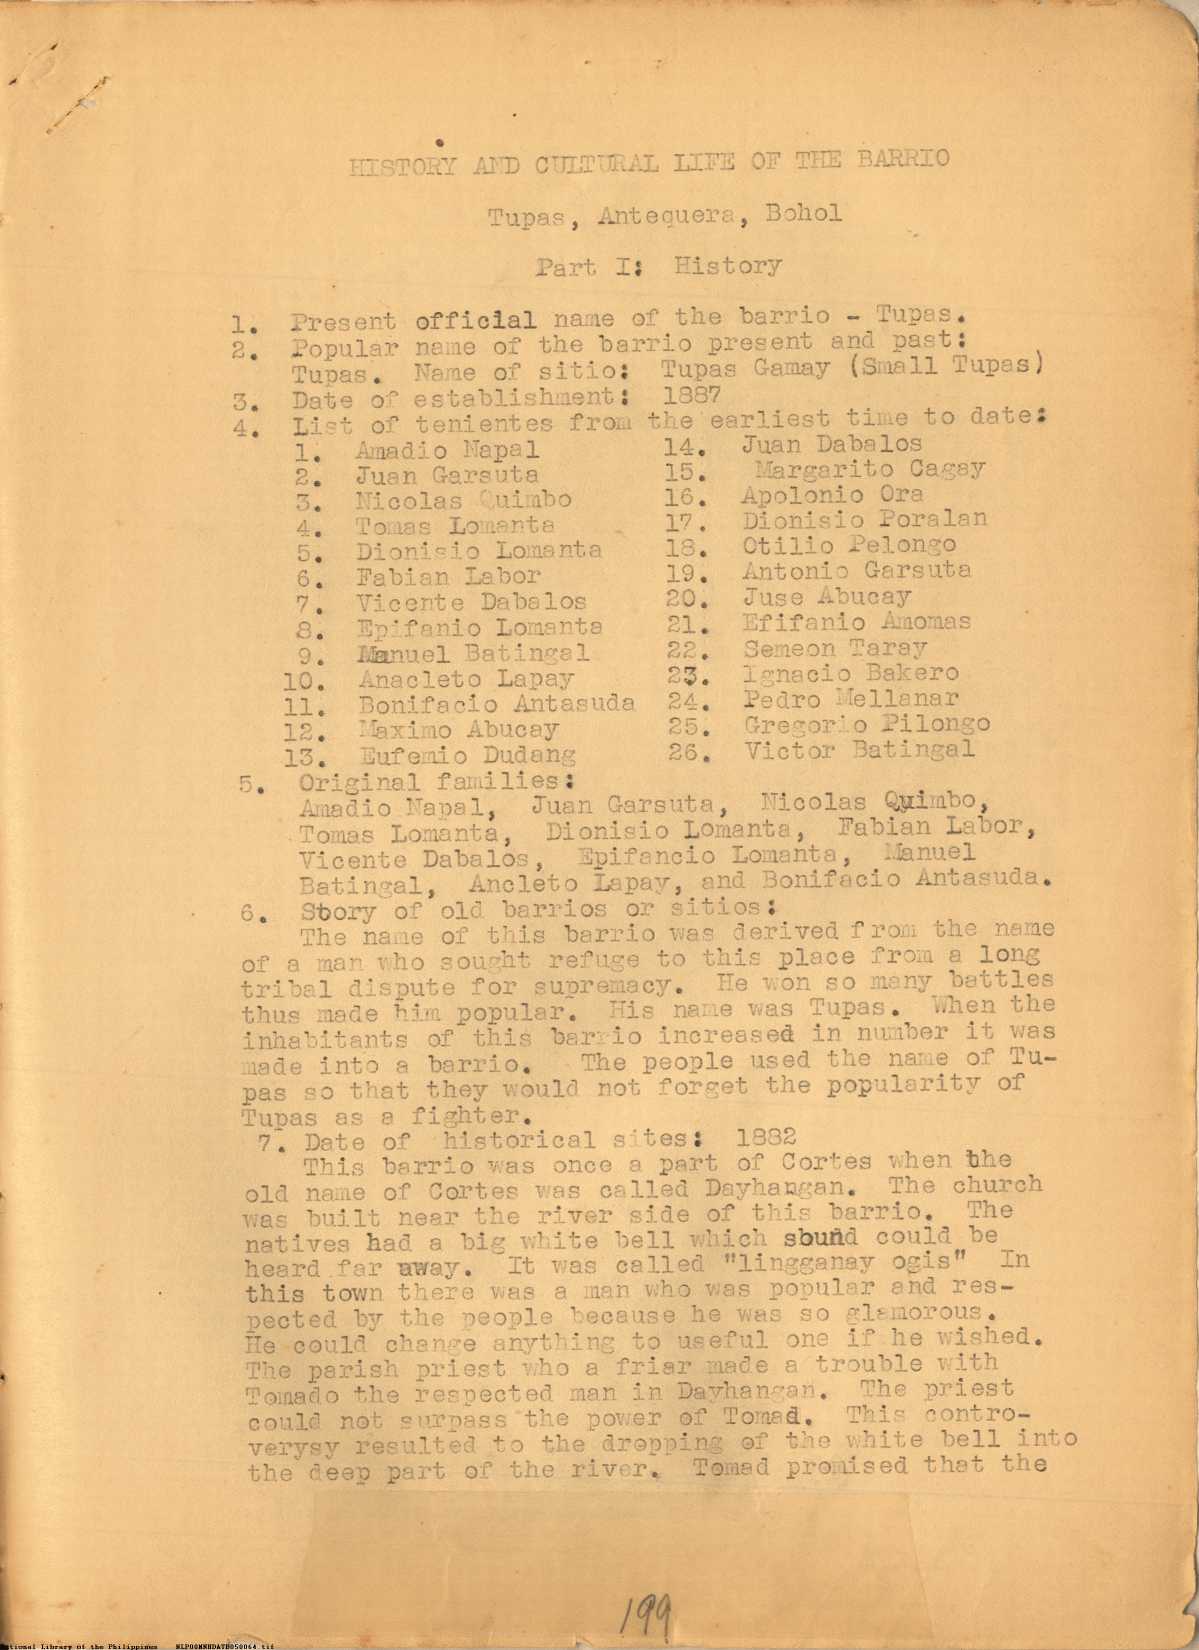 HISTORY AND CULTURAL LIFE OF THE BARRIO
Tupas, Antequera, Bohol
Part I: History
1. Present official name of the barrio - Tupas.
2. Popular name of the barrio present and past:
Tupas. Name of sitio: Tupas Gamay (Small Tupas)
3. Date of establishment: 1887
4. List of tenientes from the earliest time to date:
1. Amadio Napal 14. Juan Dabalos
2. Juan Garsuta 15. Margarito Cagay
3. Nicolas Quimbo 16. Apolonio Ora
4. Tomas Lomanta 17. Dionisio Poralan
5. Dionisio Lomanta 18. Otilio Pelongo
6. Fabian Labor 19. Antonio Garsuta
7. Vicente Dabalos 20. Juse Abucay
8. Epifanio Lomanta 21. Efifanio Amomas
9. Manuel Batingal 22. Semeon Taray
10. Anacleto Lapay 23. Ignacio Bakero
11. Bonifacio Antasuda 24. Pedro Mellanar
12. Maximo Abucay 25. Gregorio Pilongo
13. Eufemio Dudang 26. Victor Batingal
5. Original families:
Amadio Napal, Juan Garsuta, Nicolas Quimbo,
Tomas Lomanta, Dionisio Lomanta, Fabian Labor,
Vicente Dabalos, Epifancio Lomanta, Manuel
Batingal, Ancleto Lapay, and Bonifacio Antasuda.
6. Story of old barrios or sitios:
The name of this barrio was derived from the name
of a man who sought refuge to this place from a long
tribal dispute for supremacy. He won so many battles
thus made him popular. His name was Tupas. When the
inhabitants of this barrio increased in number it was
made into a barrio. The people used the name of Tu-
pas so that they would not forget the popularity of
Tupas as a fighter.
7. Date of historical sites: 1882
This barrio was once a part of Cortes when the
old name of Cortes was called Dayhangan. The church
was built near the river side of this barrio. The
natives had a big white bell which sound could be
heard far away. It was called "lingganay ogis" In
this town there was a man who was popular and res-
pected by the people because he was so glamorous.
He could change anything to useful one if he wished.
The parish priest who a friar made a trouble with
Tomado the respected man in Dayhangan. The priest
could not surpass the power of Tomad. This contro-
verysy resulted to the dropping of the white bell into
the deep part of the river. Tomad promised that the
199
National Library of the Philippines NLPOOMNHDATB050064.tif